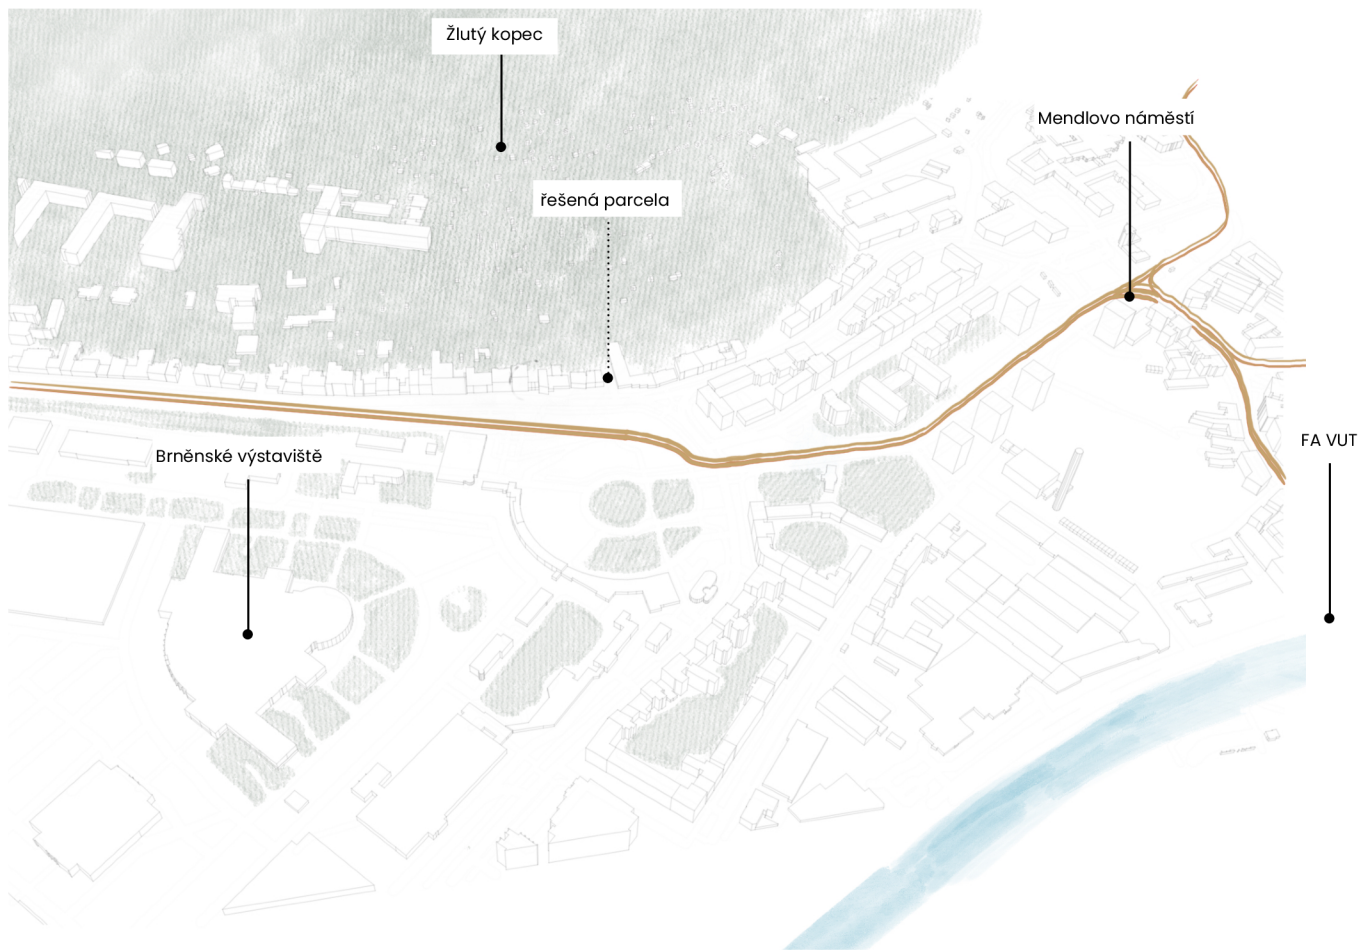 Žlutý kopec
Mendlovo náměstí
řešená parcela
FA VUT
Brněnské výstaviště